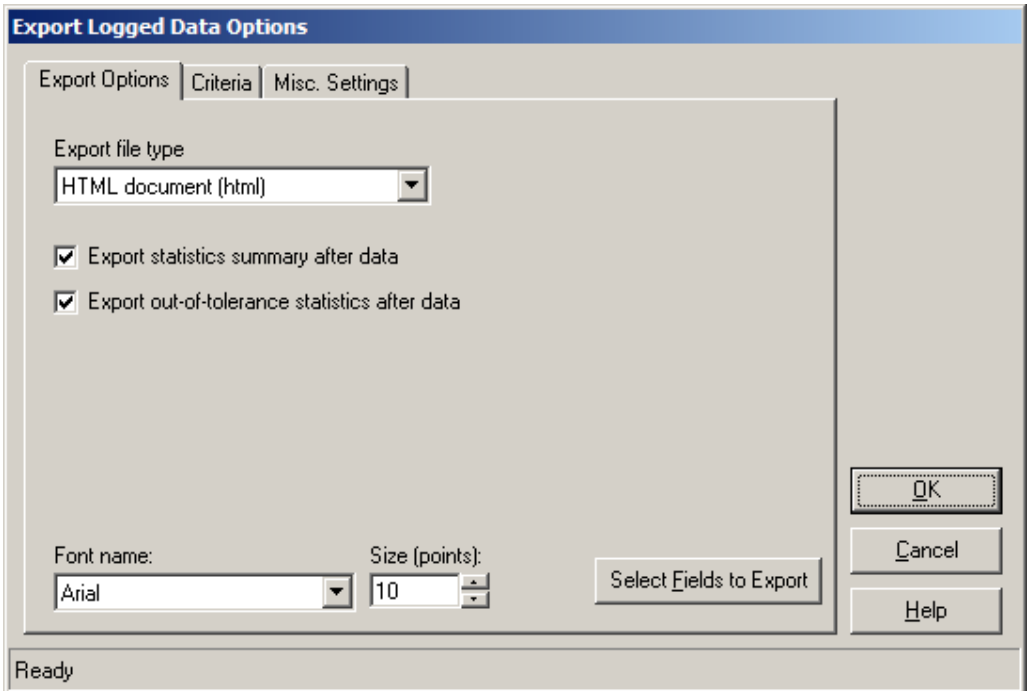 Export Logged Data Options
Export Options Criteria Misc. Settings
Export file type
HTML document (html)
Export statistics summary after data
Export out-of-tolerance statistics after data
OK
Cancel
Font name: Size (points):
Arial 10 Select Fields to Export
Help
Ready